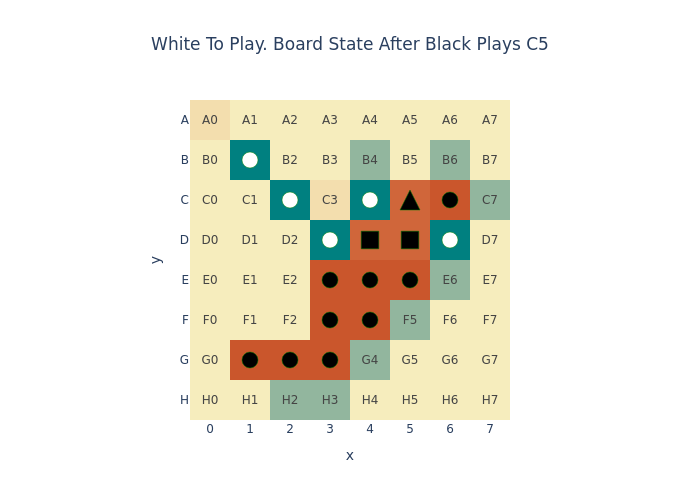 White To Play. Board State After Black Plays C5
A A0 A1 A2 A3 A4 A5 A6 A7
B B0 B2 B3 B4 B5 B6 B7
C C0 C1 C3 C7
D D0 D1 D2 D7
E E0 E1 E2 E6 E7
F F0 F1 F2 F5 F6 F7
G G0 G4 G5 G6 G7
H H0 H1 H2 H3 H4 H5 H6 H7
0 1 2 3 4 5 6 7
x
y